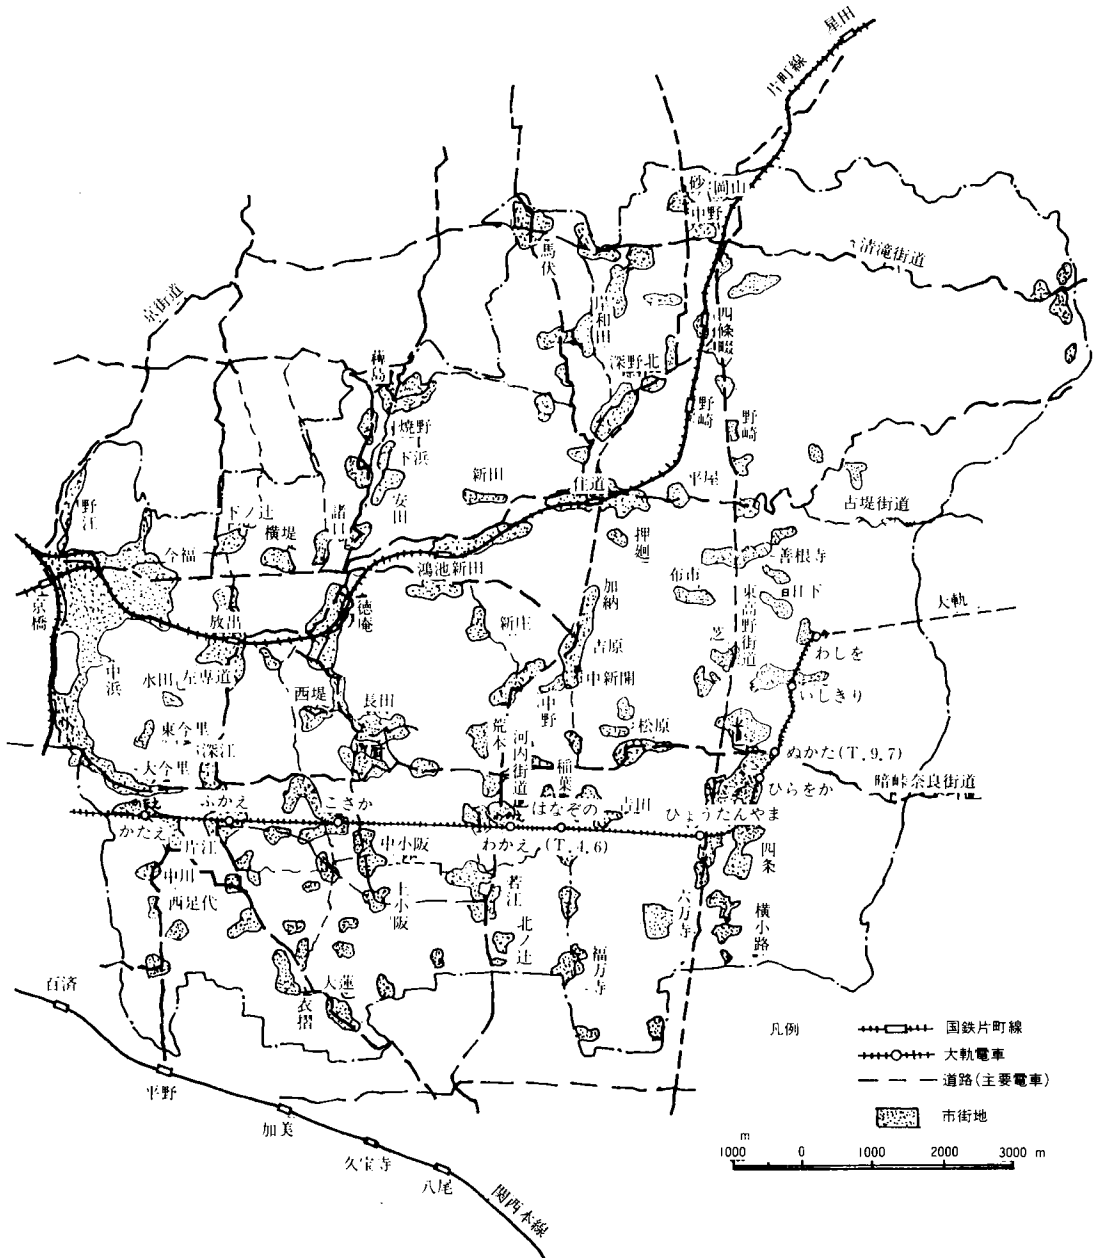 星田
片町線
砂
岡山
中野
清滝街道
馬伏
京街道
岸和田
四條畷
深野北
野崎
野崎
焼野
下浜
安田
新田
住道
平屋
古堤街道
野江
下ノ辻
諸口
横堤
今福
押廻
善根寺
鴻池新田
布市
日下
加納
東高野街道
大軌
京橋
徳庵
放出
新庄
吉原
芝
わしを
中浜
水田
左専道
中新開
いしきり
西堤
長田
中野
荒本
松原
東今里
河内街道
深江
ぬかた(T,9,7)
大今里
稲葉
ひらをか
暗峠奈良街道
ふかえ
こさか
はなぞの
吉田
ひょうたんやま
かたえ
わかえ
(T,4,6)
片江
中小阪
四条
中川
西足代
上小阪
若江
六万寺
横小路
北ノ辻
福万寺
大蓮
衣摺
百済
平野
加美
久宝寺
八尾
関西本線
凡例
国鉄片町線
大軌電車
道路(主要電車)
市街地
m
1000 0 1000 2000 3000 m